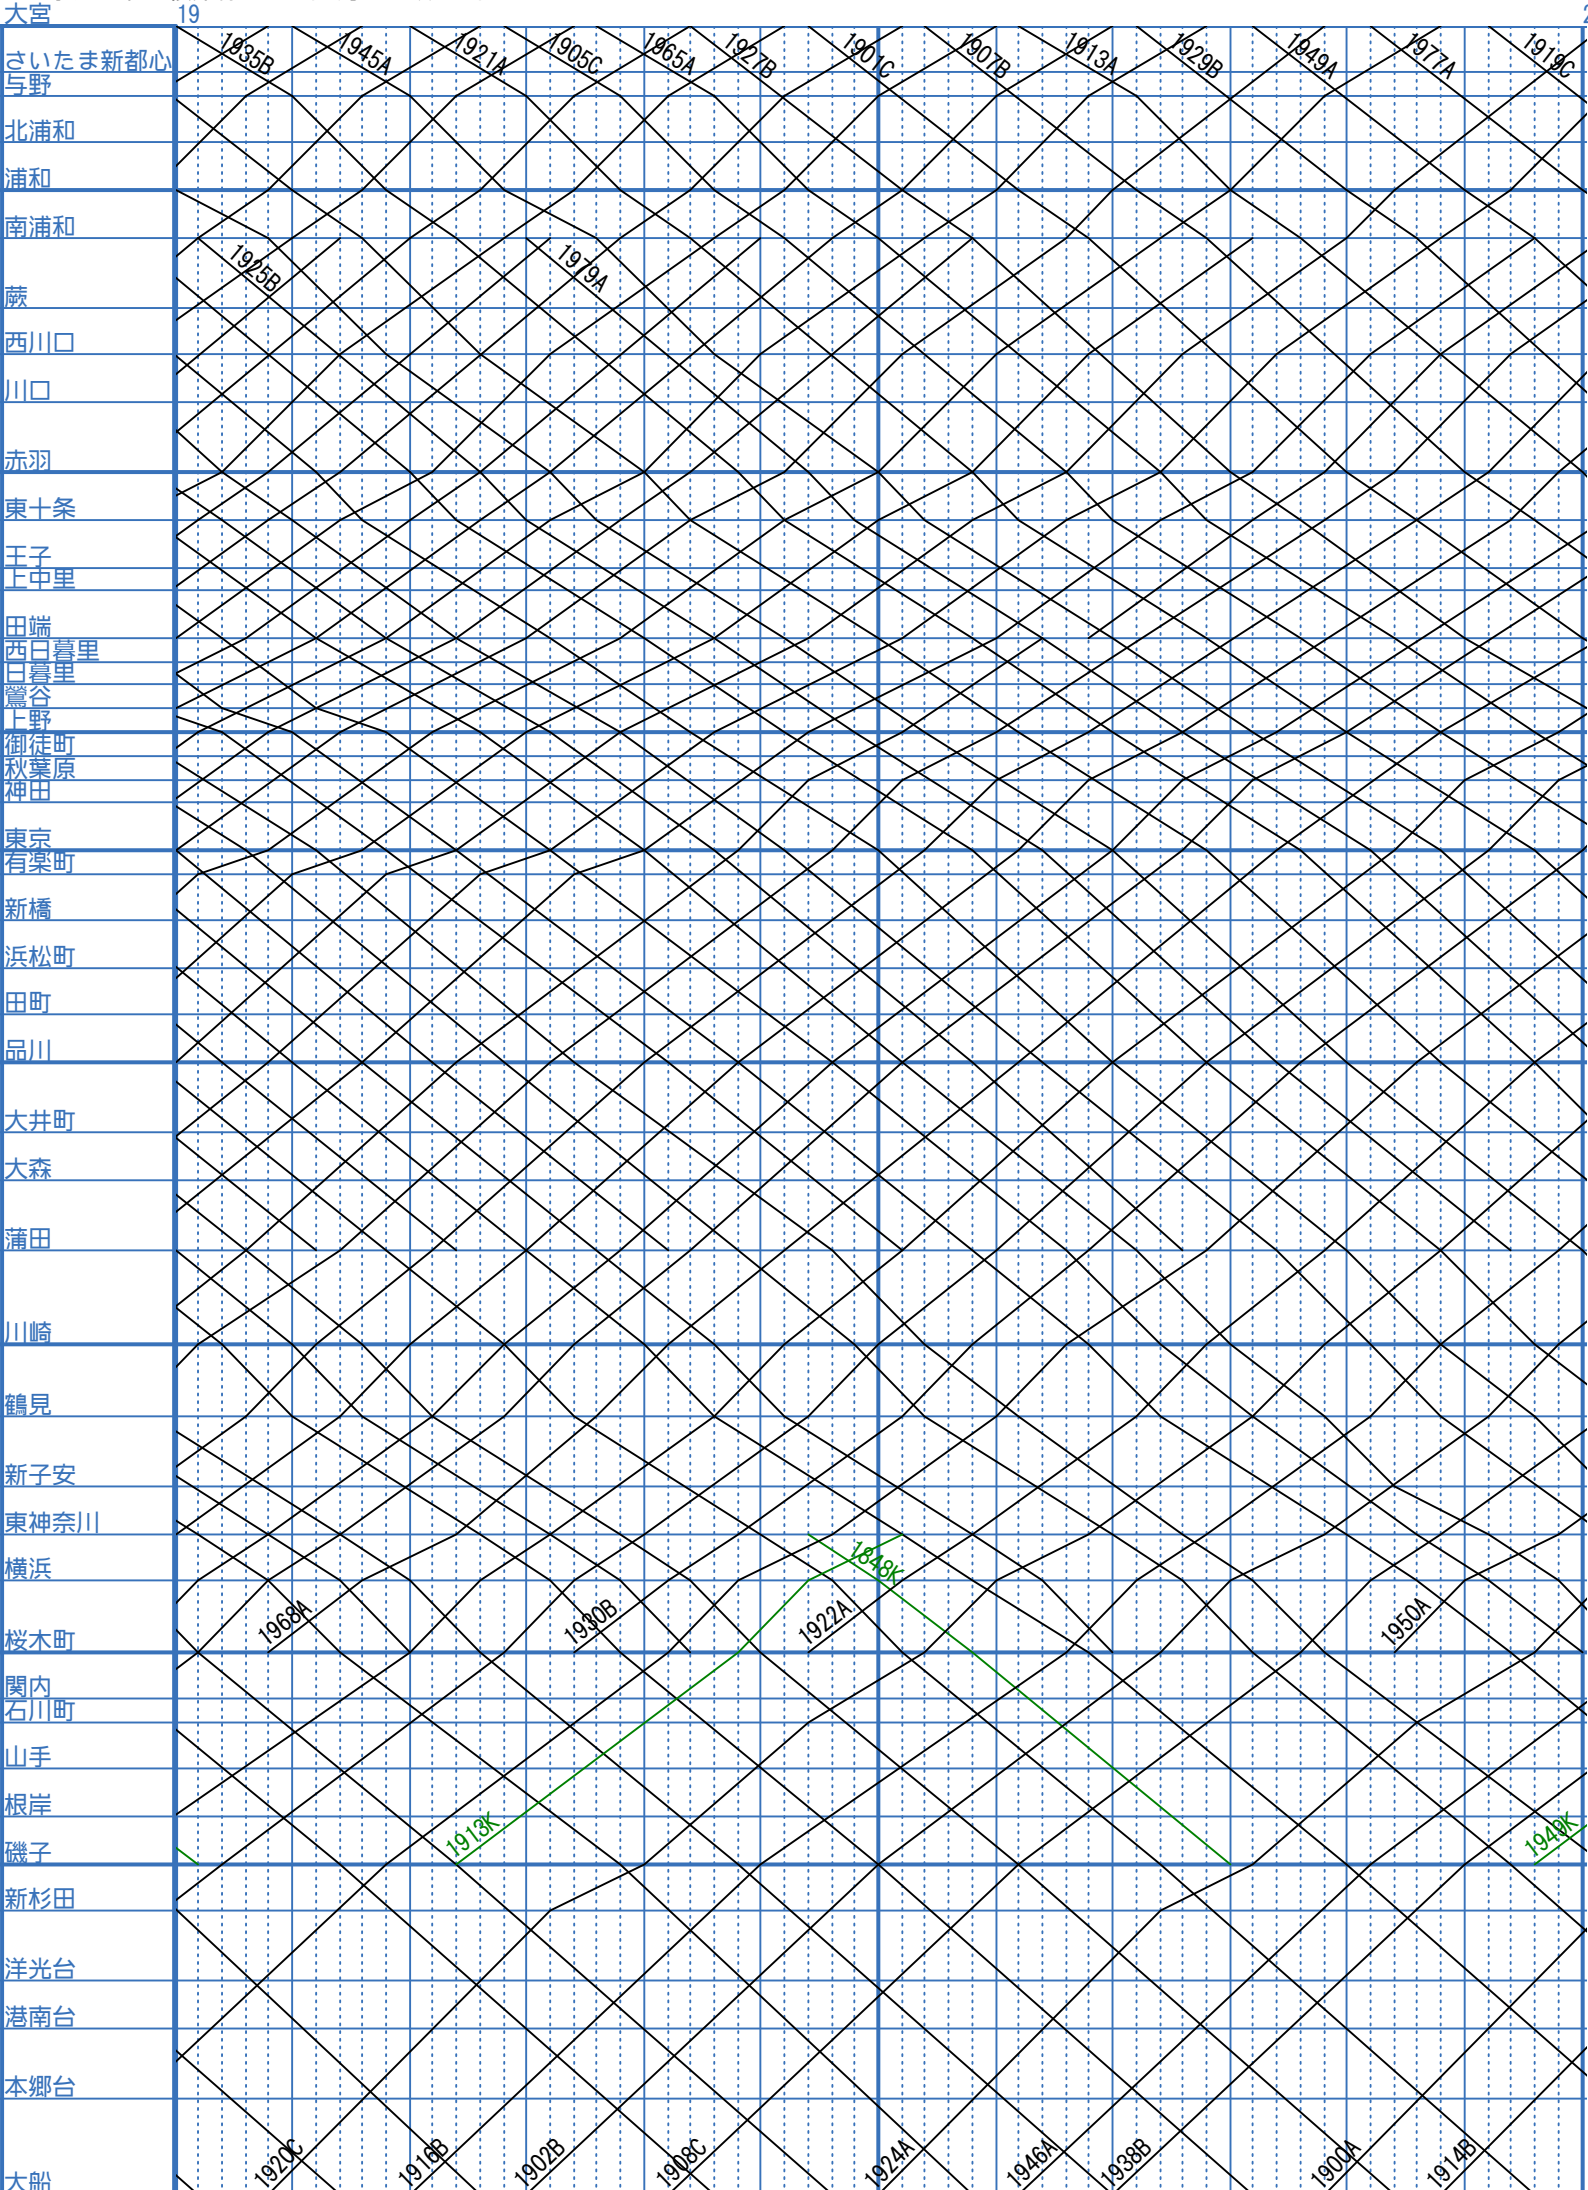 大宮
19
2
さいたま新都心
1935B
1945A
1921A
1905C
1965A
1927B
1901C
1907B
1913A
1929B
1949A
1977A
1919C
与野
北浦和
浦和
南浦和
1925B
1979A
蕨
西川口
川口
赤羽
東十条
王子
上中里
田端
西日暮里
日暮里
鶯谷
上野
御徒町
秋葉原
神田
東京
有楽町
新橋
浜松町
田町
品川
大井町
大森
蒲田
川崎
鶴見
新子安
東神奈川
1848K
横浜
桜木町
1968A
1930B
1922A
1950A
関内
石川町
山手
根岸
磯子
1913K
1949K
新杉田
洋光台
港南台
本郷台
大船
1920C
1916B
1902B
1908C
1924A
1946A
1938B
1900A
1914B